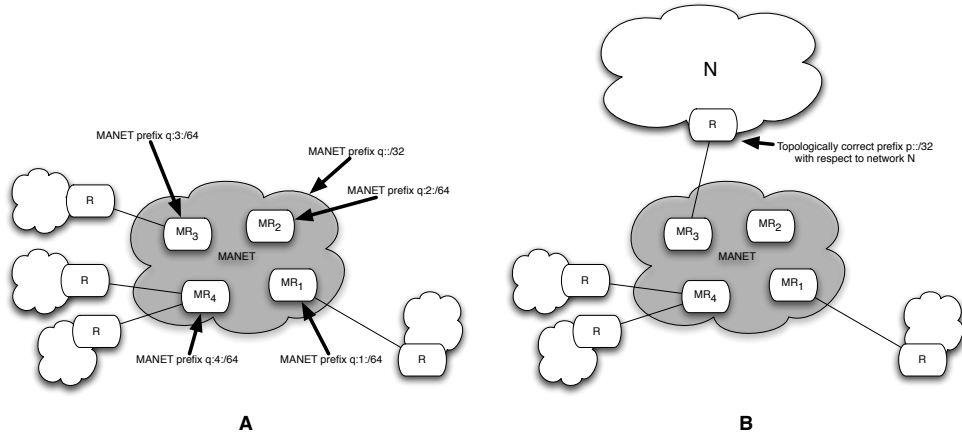 N
R
MANET prefix q:3:/64
MANET prefix q::/32
Topologically correct prefix p::/32
with respect to network N
MANET prefix q:2:/64
R
MR2
MR3
MANET
MR2
MR3
MANET
R
MR4
MR1
R
MR4
MR1
R
R
MANET prefix q:4:/64
MANET prefix q:1:/64
R
R
A
B